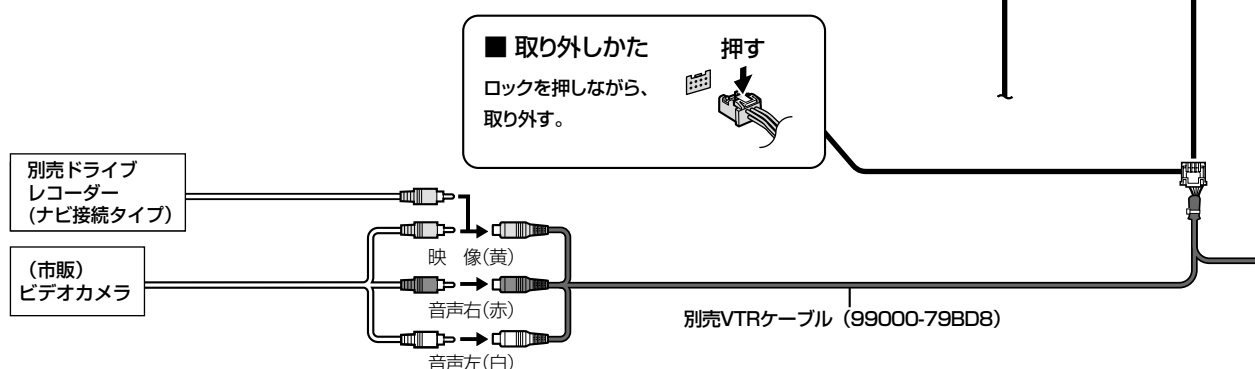 ■ 取り外しかた
押す
ロックを押しながら、
取り外す。
別売ドライブ
レコーダー
(ナビ接続タイプ)
映 像(黄)
(市販)
ビデオカメラ
音声右(赤)
別売VTRケーブル (99000-79BD8)
音声左(白)